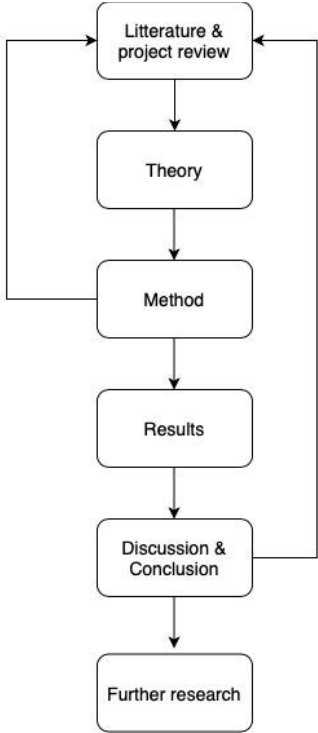 Litterature &
project review
Theory
Method
Results
Discussion &
Conclusion
Further research